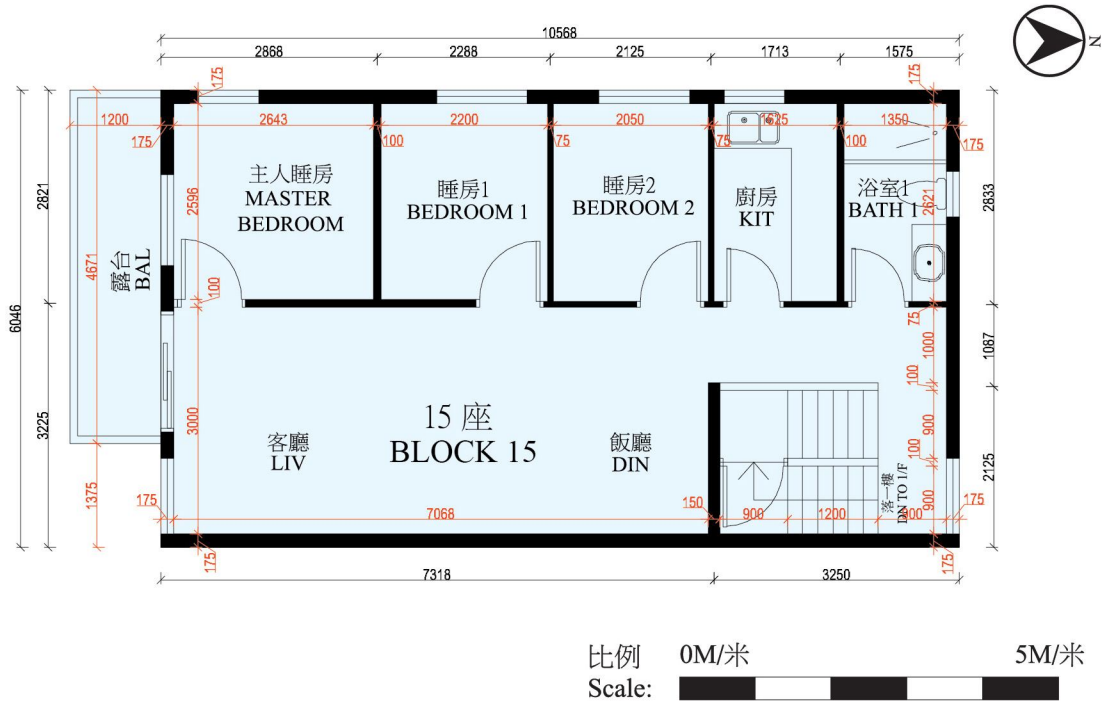 10568
2868 2288 2125 1713 1575
N
175 175
1200 2643 2200 2050 1625 1350
175 100 75 75 100 175
主人睡房
MASTER
BEDROOM
睡房1
BEDROOM 1
睡房2
BEDROOM 2
廚房
KIT
浴室1
BATH 1
2596
2621
2821
2833
露台
BAL
4671
100
75
6046
3225
1375
3000
1000
1087
100
900
100
900
2125
15 座
BLOCK 15
客廳
LIV
飯廳
DIN
落一樓
DN TO 1/F
175 7068 150 900 1200 175
175 175
7318 3250
比例 0M/米 5M/米
Scale: